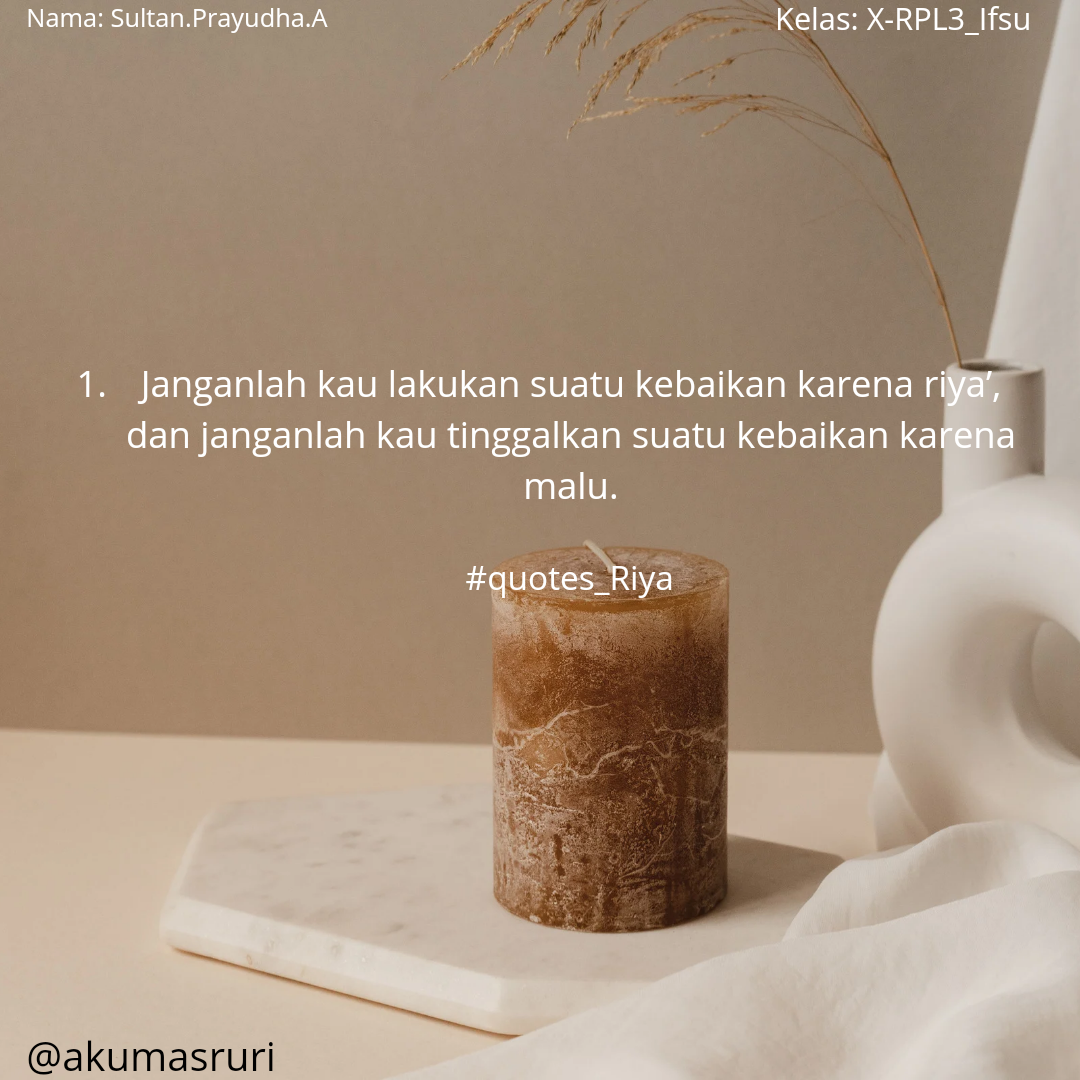 Nama: Sultan.Prayudha.A
Kelas: X-RPL3_Ifsu
1. Janganlah kau lakukan suatu kebaikan karena riya’,
dan janganlah kau tinggalkan suatu kebaikan karena
malu.
#quotes_Riya
@akumasruri